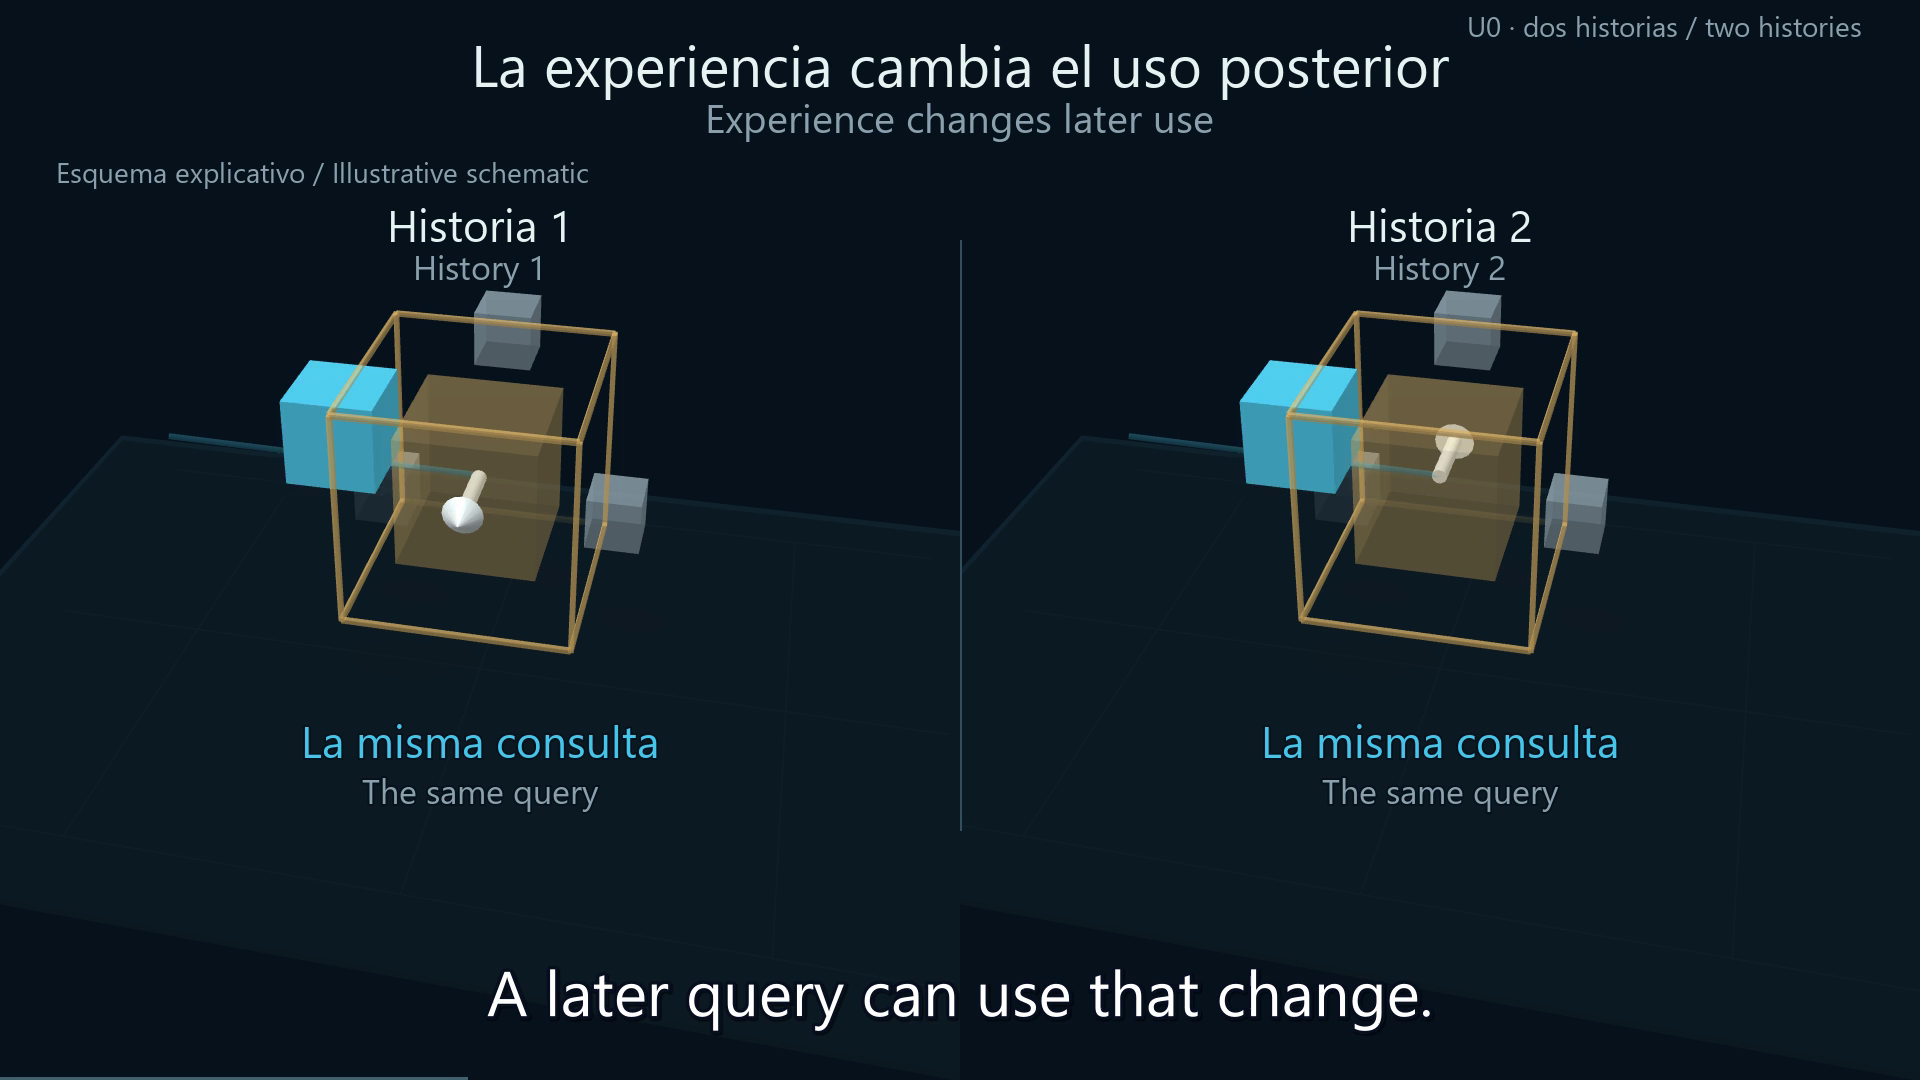 U0 · dos historias / two histories
La experiencia cambia el uso posterior
Experience changes later use
Esquema explicativo / Illustrative schematic
Historia 1
History 1
Historia 2
History 2
La misma consulta
The same query
La misma consulta
The same query
A later query can use that change.